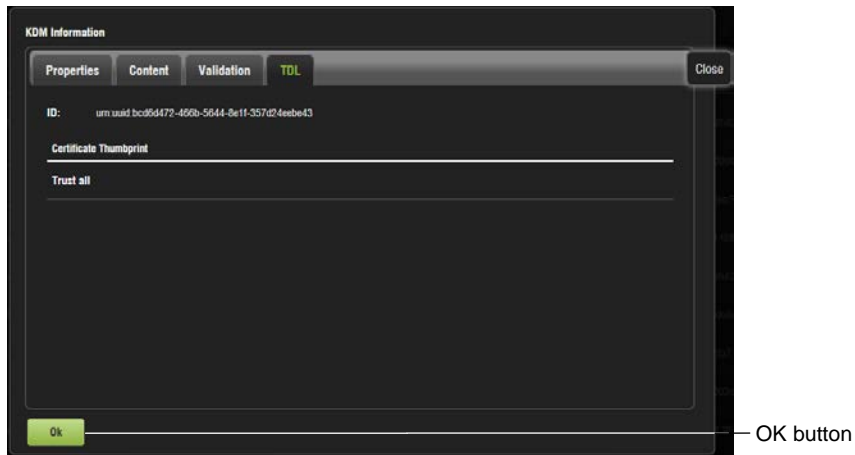 KDM Information
Properties Content Validation TDL
Close
ID: urn:uuid:bcd6d472-466b-5644-8e1f-357d24eebe43
Certificate Thumbprint
Trust all
Ok
OK button